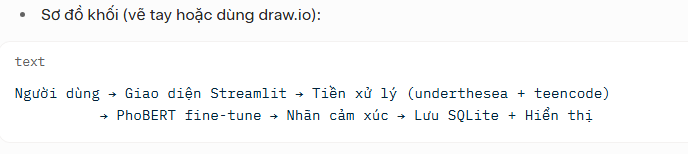 • Sơ đồ khối (vẽ tay hoặc dùng draw.io):
text
Người dùng → Giao diện Streamlit → Tiền xử lý (underthesea + teencode)
→ PhoBERT fine-tune → Nhãn cảm xúc → Lưu SQLite + Hiển thị